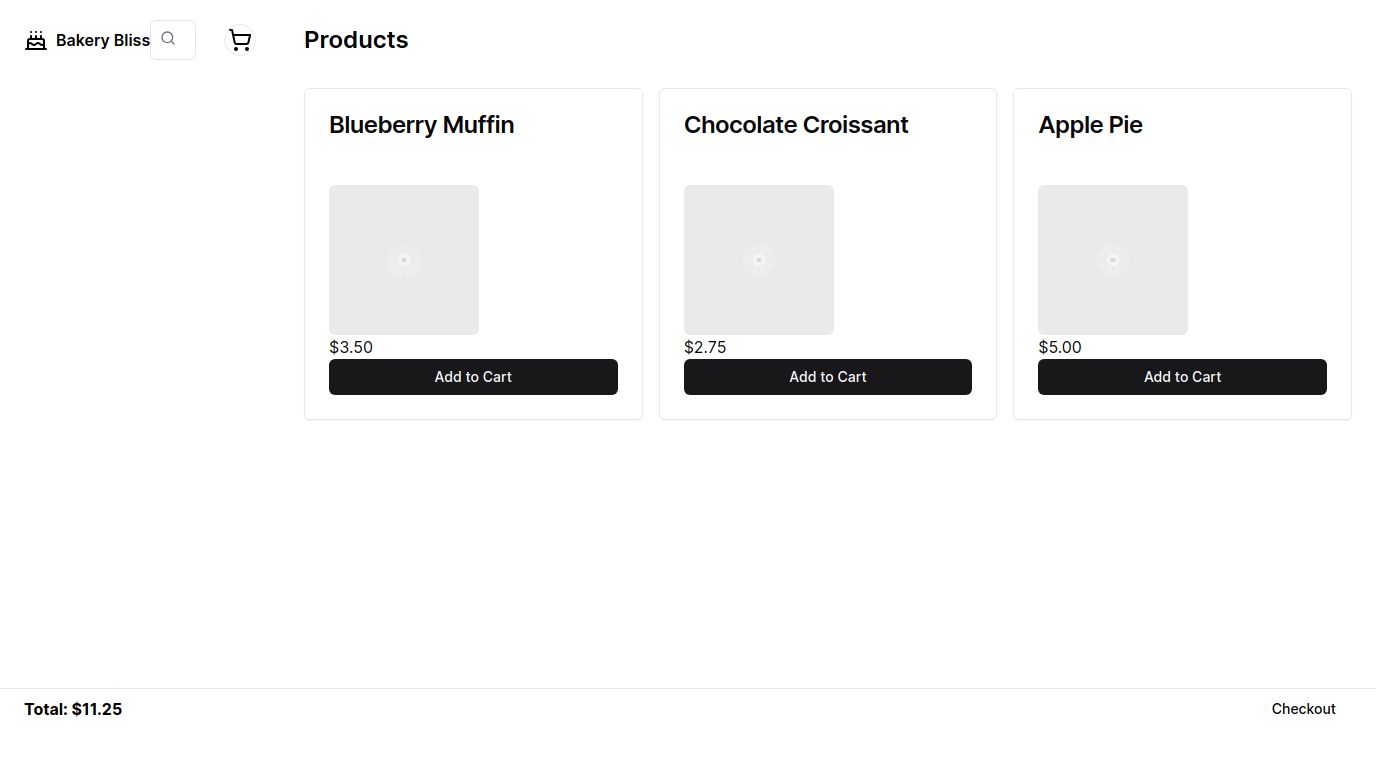 Bakery Bliss
Products
Blueberry Muffin
Chocolate Croissant
Apple Pie
$3.50
$2.75
$5.00
Add to Cart
Add to Cart
Add to Cart
Total: $11.25
Checkout